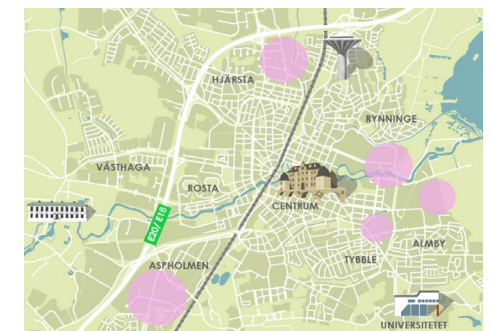 HJÄRSTA
RYNNINGE
VÄSTHAGA
ROSTA
CENTRUM
E20/ E18
ALMBY
TYBBLE
ASPHOLMEN
UNIVERSITETET